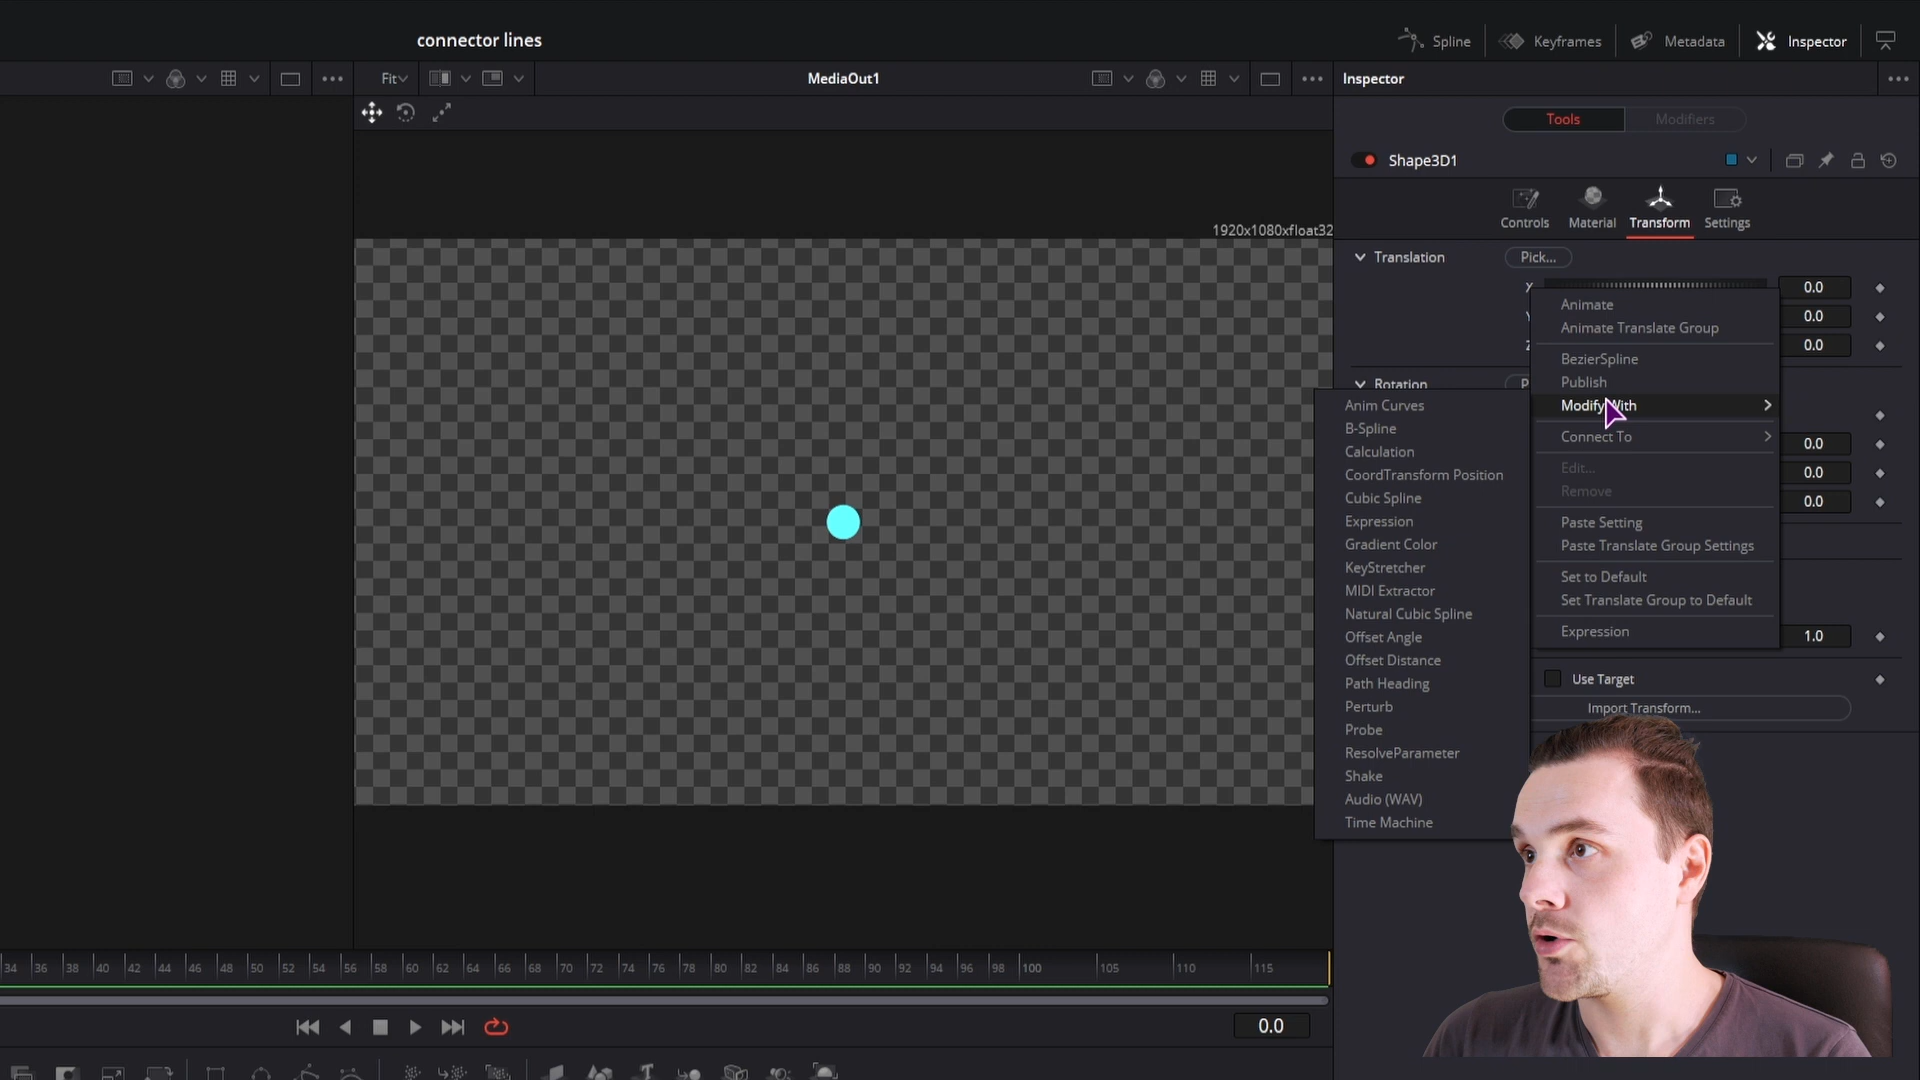 connector lines
Spline
Keyframes
Metadata
Inspector
Fit
MediaOut1
Inspector
Tools
Modifiers
Shape3D1
Controls
Material
Transform
Settings
1920x1080xfloat32
Translation
Pick...
X
0.0
Animate
Animate Translate Group
0.0
0.0
BezierSpline
Publish
Rotation
Modify With
Connect To
0.0
Edit...
0.0
Remove
0.0
Paste Setting
Paste Translate Group Settings
Set to Default
Set Translate Group to Default
Expression
1.0
Anim Curves
B-Spline
Calculation
CoordTransform Position
Cubic Spline
Expression
Gradient Color
KeyStretcher
MIDI Extractor
Natural Cubic Spline
Offset Angle
Offset Distance
Path Heading
Perturb
Probe
ResolveParameter
Shake
Audio (WAV)
Time Machine
Use Target
Import Transform...
34 36 38 40 42 44 46 48 50 52 54 56 58 60 62 64 66 68 70 72 74 76 78 80 82 84 86 88 90 92 94 96 98 100 105 110 115
0.0